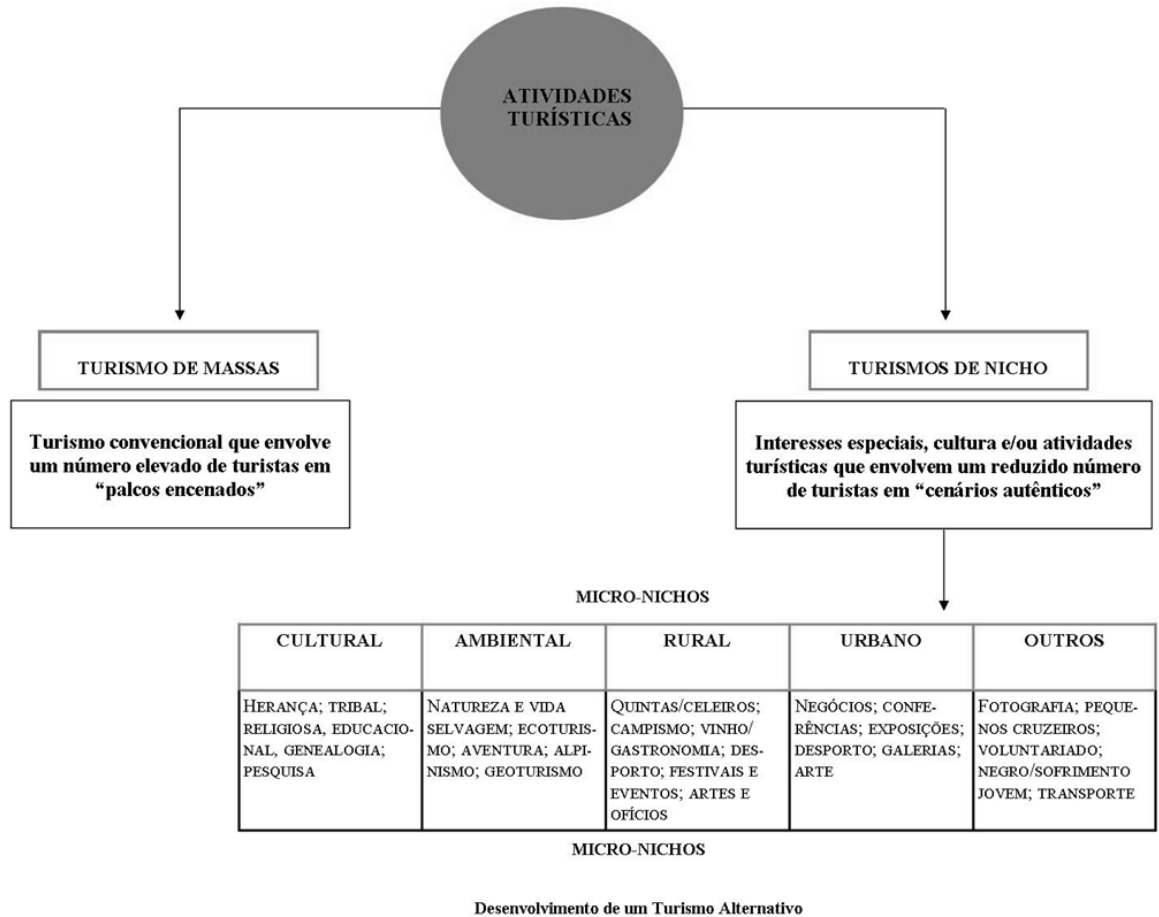 ATIVIDADES
TURÍSTICAS
TURISMO DE MASSAS
Turismo convencional que envolve
um número elevado de turistas em
“palcos encenados”
TURISMOS DE NICHO
Interesses especiais, cultura e/ou atividades
turísticas que envolvem um reduzido número
de turistas em “cenários autênticos”
MICRO-NICHOS
CULTURAL
HERANÇA; TRIBAL;
RELIGIOSA, EDUCACIO-
NAL, GENEALOGIA;
PESQUISA
AMBIENTAL
NATUREZA E VIDA
SELVAGEM; ECOTURIS-
MO; AVENTURA; ALPI-
NISMO; GEOTURISMO
RURAL
QUINTAS/CELEIROS;
CAMPISMO; VINHO/
GASTRONOMIA; DES-
PORTO; FESTIVAIS E
EVENTOS; ARTES E
OFÍCIOS
URBANO
NEGÓCIOS; CONFE-
RÊNCIAS; EXPOSIÇÕES;
DESPORTO; GALERIAS;
ARTE
OUTROS
FOTOGRAFIA; PEQUE-
NOS CRUZEIROS;
VOLUNTARIADO;
NEGRO/SOFRIMENTO
JOVEM; TRANSPORTE
MICRO-NICHOS
Desenvolvimento de um Turismo Alternativo